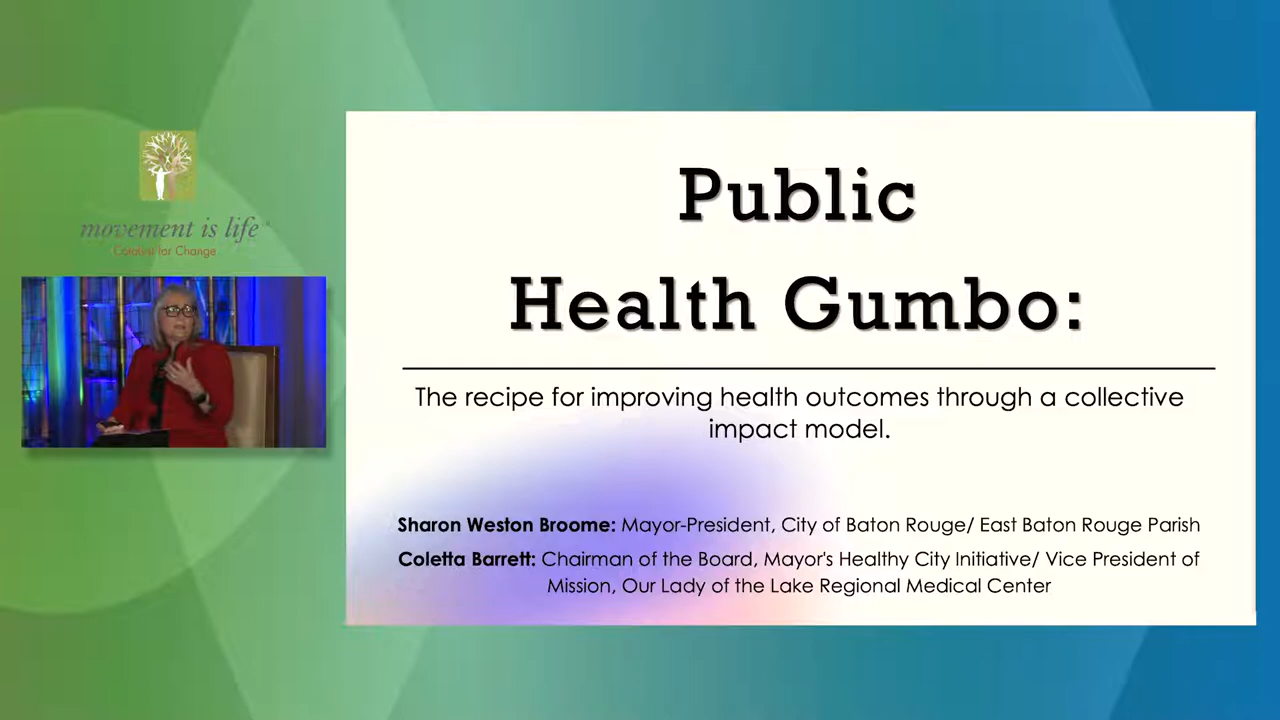 movement is life
Catalyst for Change
Public
Health Gumbo:
The recipe for improving health outcomes through a collective
impact model.
Sharon Weston Broome: Mayor-President, City of Baton Rouge/ East Baton Rouge Parish
Coletta Barrett: Chairman of the Board, Mayor's Healthy City Initiative/ Vice President of
Mission, Our Lady of the Lake Regional Medical Center